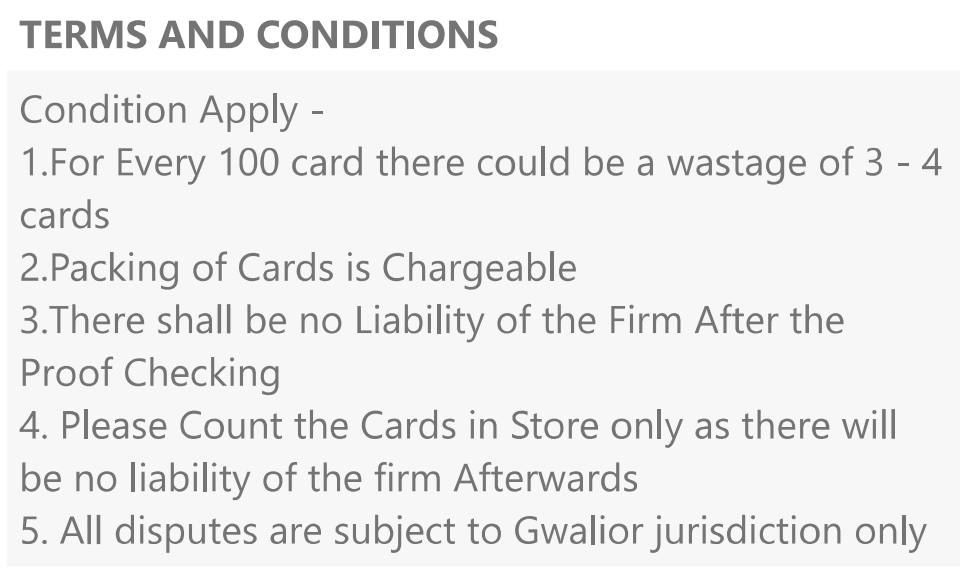 TERMS AND CONDITIONS
Condition Apply -
1.For Every 100 card there could be a wastage of 3 - 4
cards
2.Packing of Cards is Chargeable
3.There shall be no Liability of the Firm After the
Proof Checking
4. Please Count the Cards in Store only as there will
be no liability of the firm Afterwards
5. All disputes are subject to Gwalior jurisdiction only